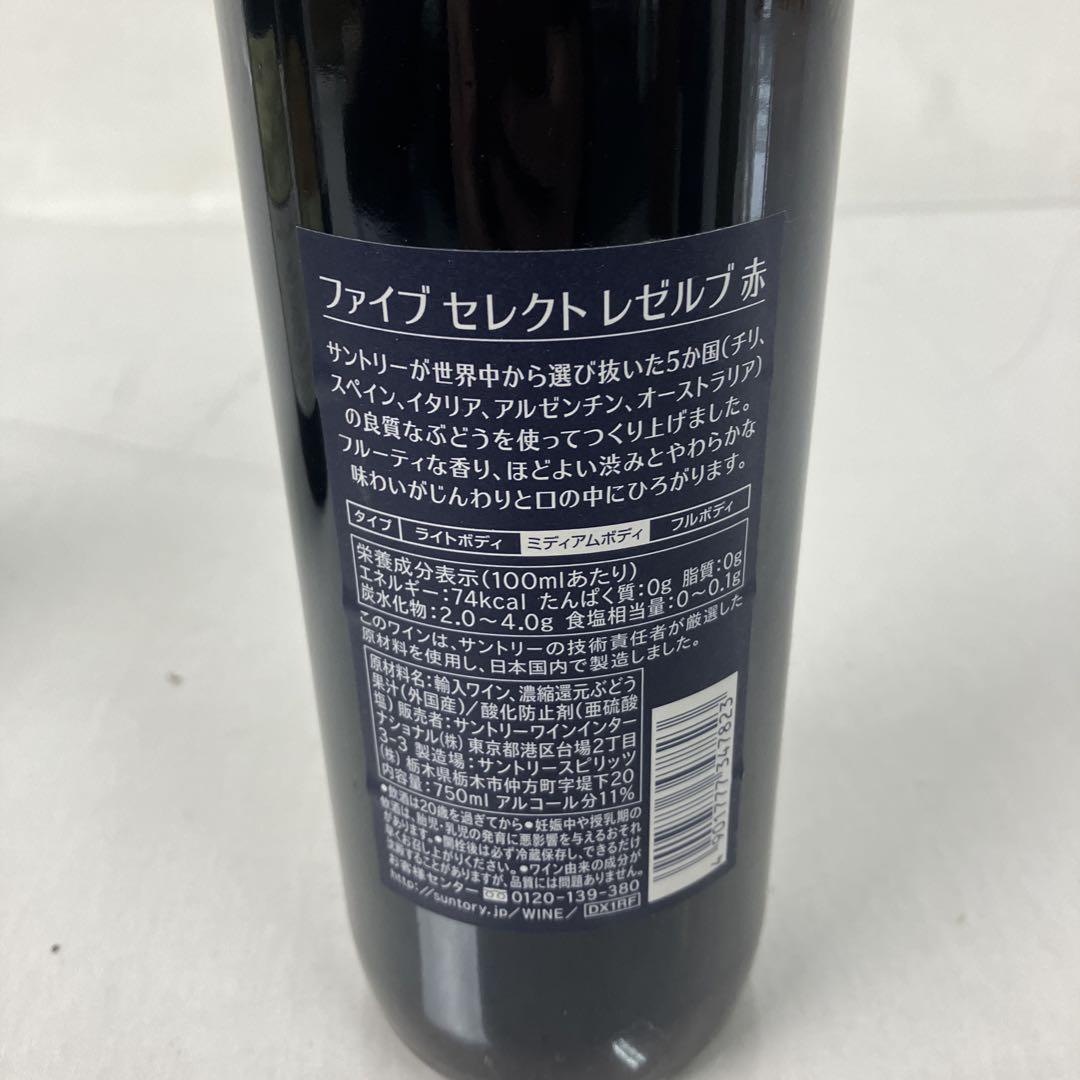 ファイブ セレクト レゼルブ 赤
サントリーが世界中から選び抜いた5か国(チリ、
スペイン、イタリア、アルゼンチン、オーストラリア)
の良質なぶどうを使ってつくり上げました。
フルーティな香り、ほどよい渋みとやわらかな
味わいがじんわりと口の中にひろがります。
タイプ ライトボディ ミディアムボディ フルボディ
栄養成分表示(100mlあたり)
エネルギー:74kcal たんぱく質:0g 脂質:0g
炭水化物:2.0～4.0g 食塩相当量:0～0.1g
このワインは、サントリーの技術責任者が厳選した
原材料を使用し、日本国内で製造しました。
原材料名:輸入ワイン、濃縮還元ぶどう
果汁(外国産)/酸化防止剤(亜硫酸
塩) 販売者:サントリーワインインター
ナショナル(株) 東京都港区台場2丁目
3-3 製造場:サントリースピリッツ
(株) 栃木県栃木市仲方町字堤下20
内容量:750ml アルコール分11%
●飲酒は20歳を過ぎてから●妊娠中や授乳期の
飲酒は、胎児・乳児の発育に悪影響を与えるおそれ
があります。●開栓後は必ず冷蔵保存し、できるだけ
早くお召し上がりください。●ワイン由来の成分が
沈殿することがありますが、品質には問題ありません。
お客様センター 0120-139-380
http://suntory.jp/WINE/ DX1RF
4 901777 347823